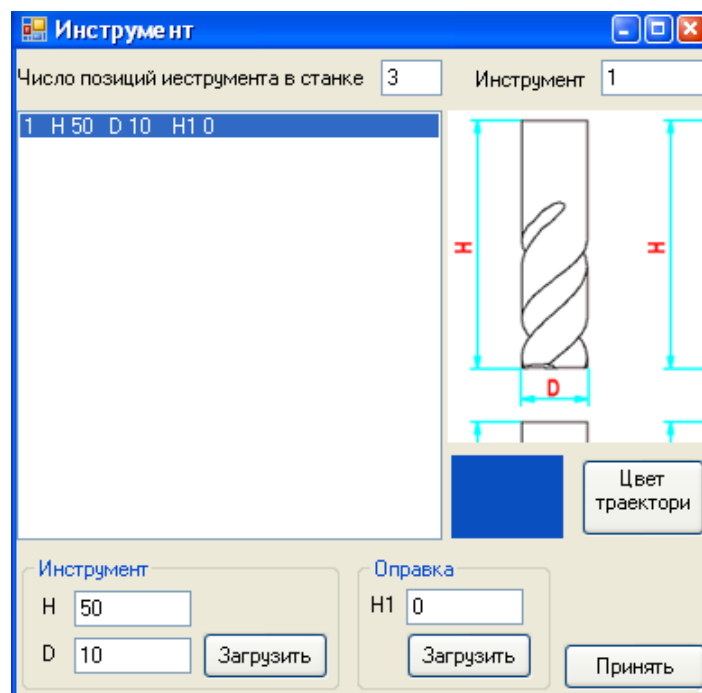 Инструмент
Число позиций иеструмента в станке 3 Инструмент 1
1 H 50 D 10 H1 0
H H
D
Цвет
траектори
Инструмент Оправка
H 50 H1 0
D 10 Загрузить Загрузить
Принять